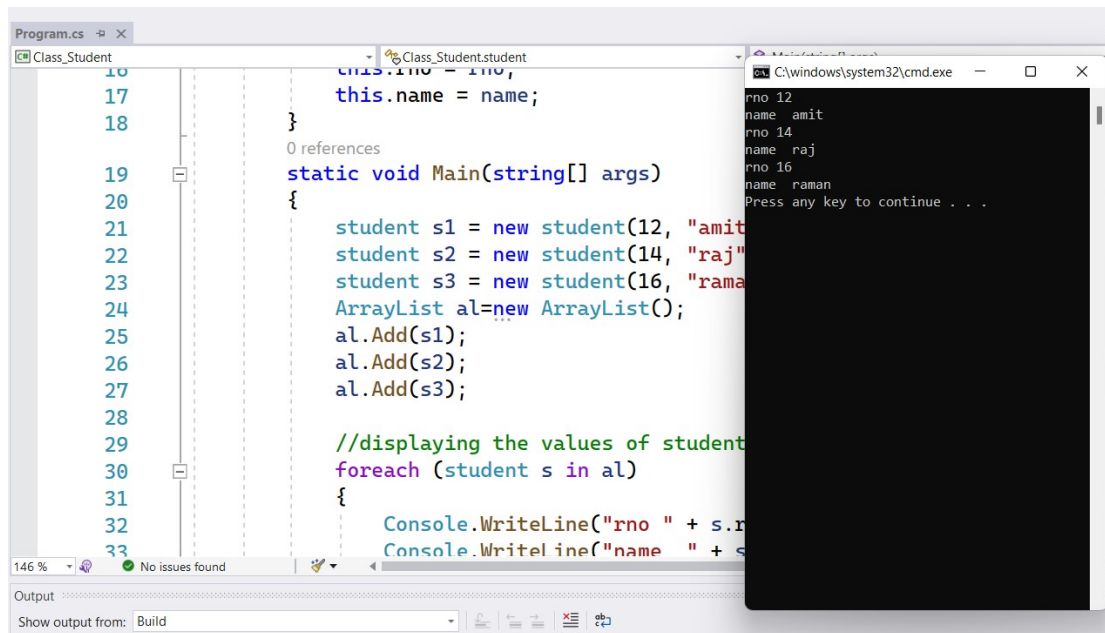 Program.cs
Class_Student
Class_Student.student
Main(string[] args)
16 this.rno = rno;
17 this.name = name;
18 }
0 references
19 static void Main(string[] args)
20 {
21 student s1 = new student(12, "amit
22 student s2 = new student(14, "raj"
23 student s3 = new student(16, "rama
24 ArrayList al=new ArrayList();
25 al.Add(s1);
26 al.Add(s2);
27 al.Add(s3);
28
29 //displaying the values of student
30 foreach (student s in al)
31 {
32 Console.WriteLine("rno " + s.r
33 Console.WriteLine("name  " + s
146 %
No issues found
Output
Show output from: Build
C:\windows\system32\cmd.exe
rno 12
name  amit
rno 14
name  raj
rno 16
name  raman
Press any key to continue . . .